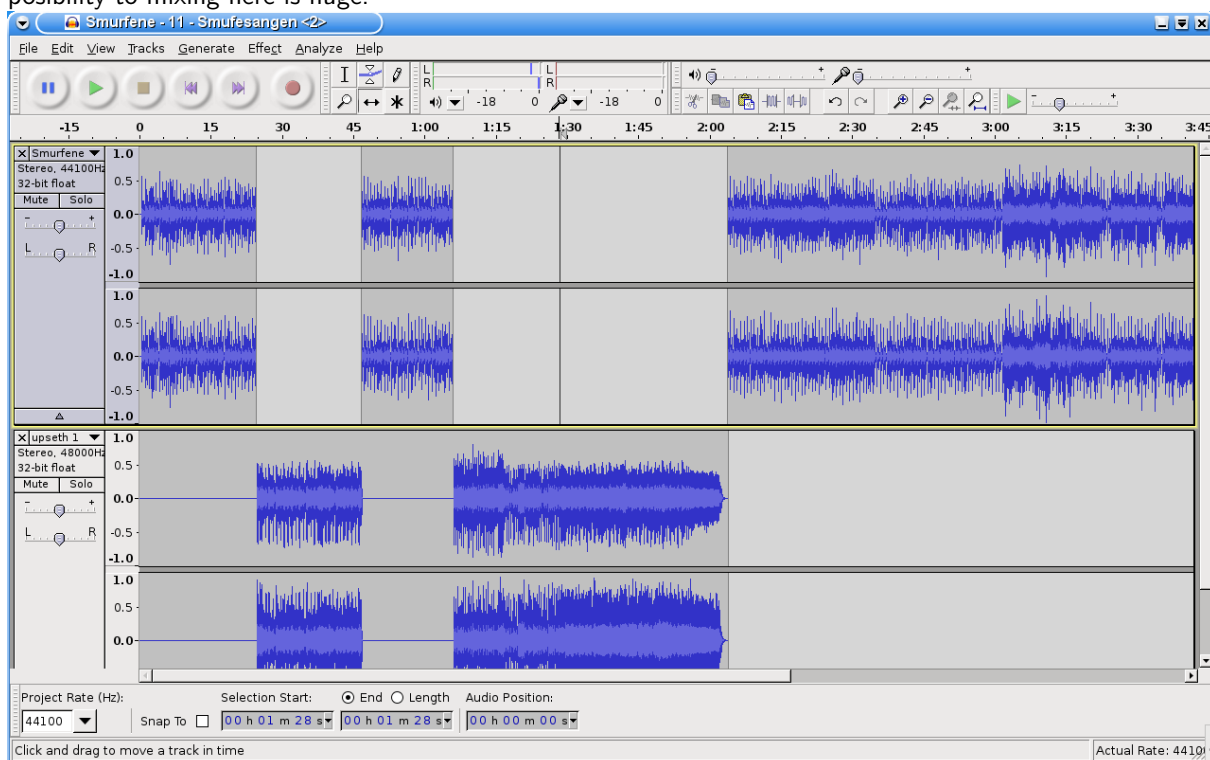 posibility to mixing here is huge.
Smurfene - 11 - Smufesangen <2>
File Edit View Tracks Generate Effect Analyze Help
L
R
L
R
-18 0 -18 0
-15 0 15 30 45 1:00 1:15 1:30 1:45 2:00 2:15 2:30 2:45 3:00 3:15 3:30 3:45
Smurfene
Stereo, 44100Hz
32-bit float
Mute Solo
- +
L R
1.0
0.5
0.0
-0.5
-1.0
1.0
0.5
0.0
-0.5
-1.0
upseth 1
Stereo, 48000Hz
32-bit float
Mute Solo
- +
L R
1.0
0.5
0.0
-0.5
-1.0
1.0
0.5
0.0
Project Rate (Hz): Selection Start: End Length Audio Position:
44100 Snap To 00 h 01 m 28 s 00 h 01 m 28 s 00 h 00 m 00 s
Click and drag to move a track in time Actual Rate: 4410